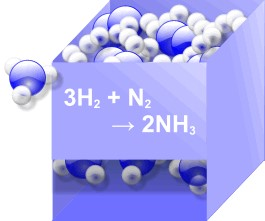 3H₂ + N₂
→ 2NH₃